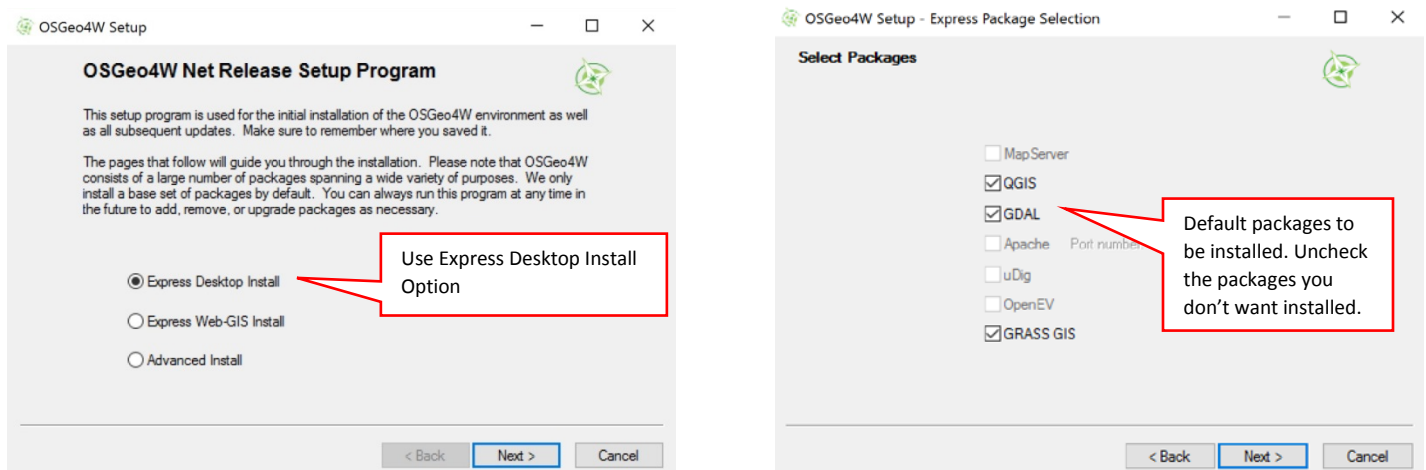 OSGeo4W Setup
OSGeo4W Net Release Setup Program
This setup program is used for the initial installation of the OSGeo4W environment as well
as all subsequent updates. Make sure to remember where you saved it.
The pages that follow will guide you through the installation. Please note that OSGeo4W
consists of a large number of packages spanning a wide variety of purposes. We only
install a base set of packages by default. You can always run this program at any time in
the future to add, remove, or upgrade packages as necessary.
Use Express Desktop Install
Option
Express Desktop Install
Express Web-GIS Install
Advanced Install
< Back
Next >
Cancel
OSGeo4W Setup - Express Package Selection
Select Packages
MapServer
QGIS
GDAL
Apache
Port number
uDig
OpenEV
GRASS GIS
Default packages to
be installed. Uncheck
the packages you
don't want installed.
< Back
Next >
Cancel